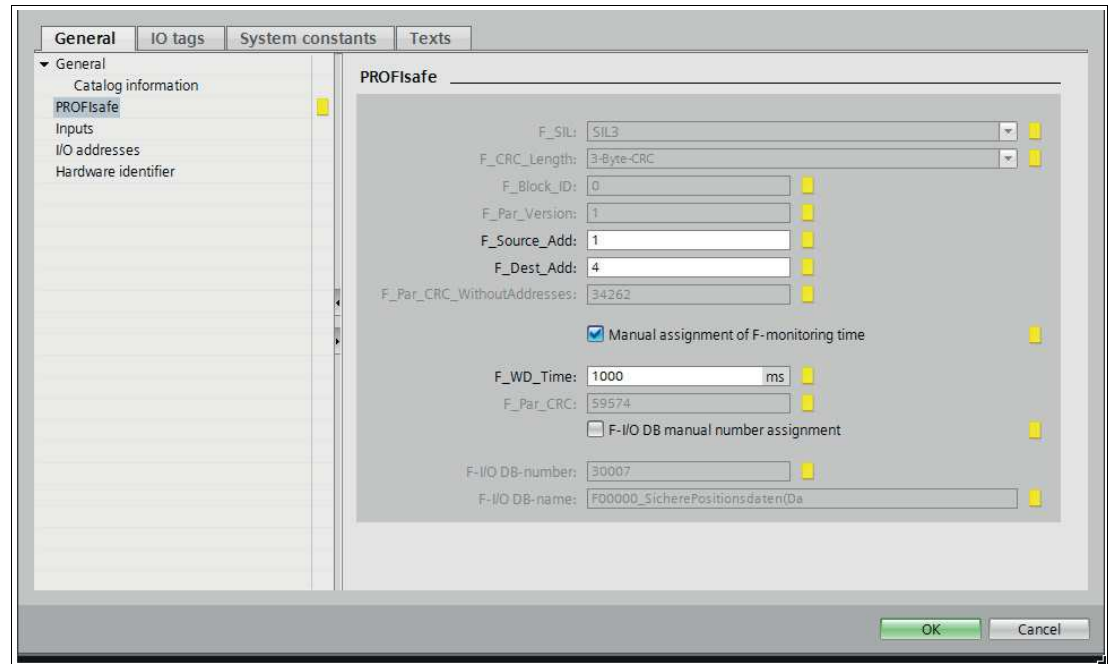 General IO tags System constants Texts
General
Catalog information
PROFIsafe
Inputs
I/O addresses
Hardware identifier
PROFIsafe
F_SIL: SIL3
F_CRC_Length: 3-Byte-CRC
F_Block_ID: 0
F_Par_Version: 1
F_Source_Add: 1
F_Dest_Add: 4
F_Par_CRC_WithoutAddresses: 34262
Manual assignment of F-monitoring time
F_WD_Time: 1000 ms
F_Par_CRC: 59574
F-I/O DB manual number assignment
F-I/O DB-number: 30007
F-I/O DB-name: F00000_SicherePositionsdaten(Da
OK Cancel